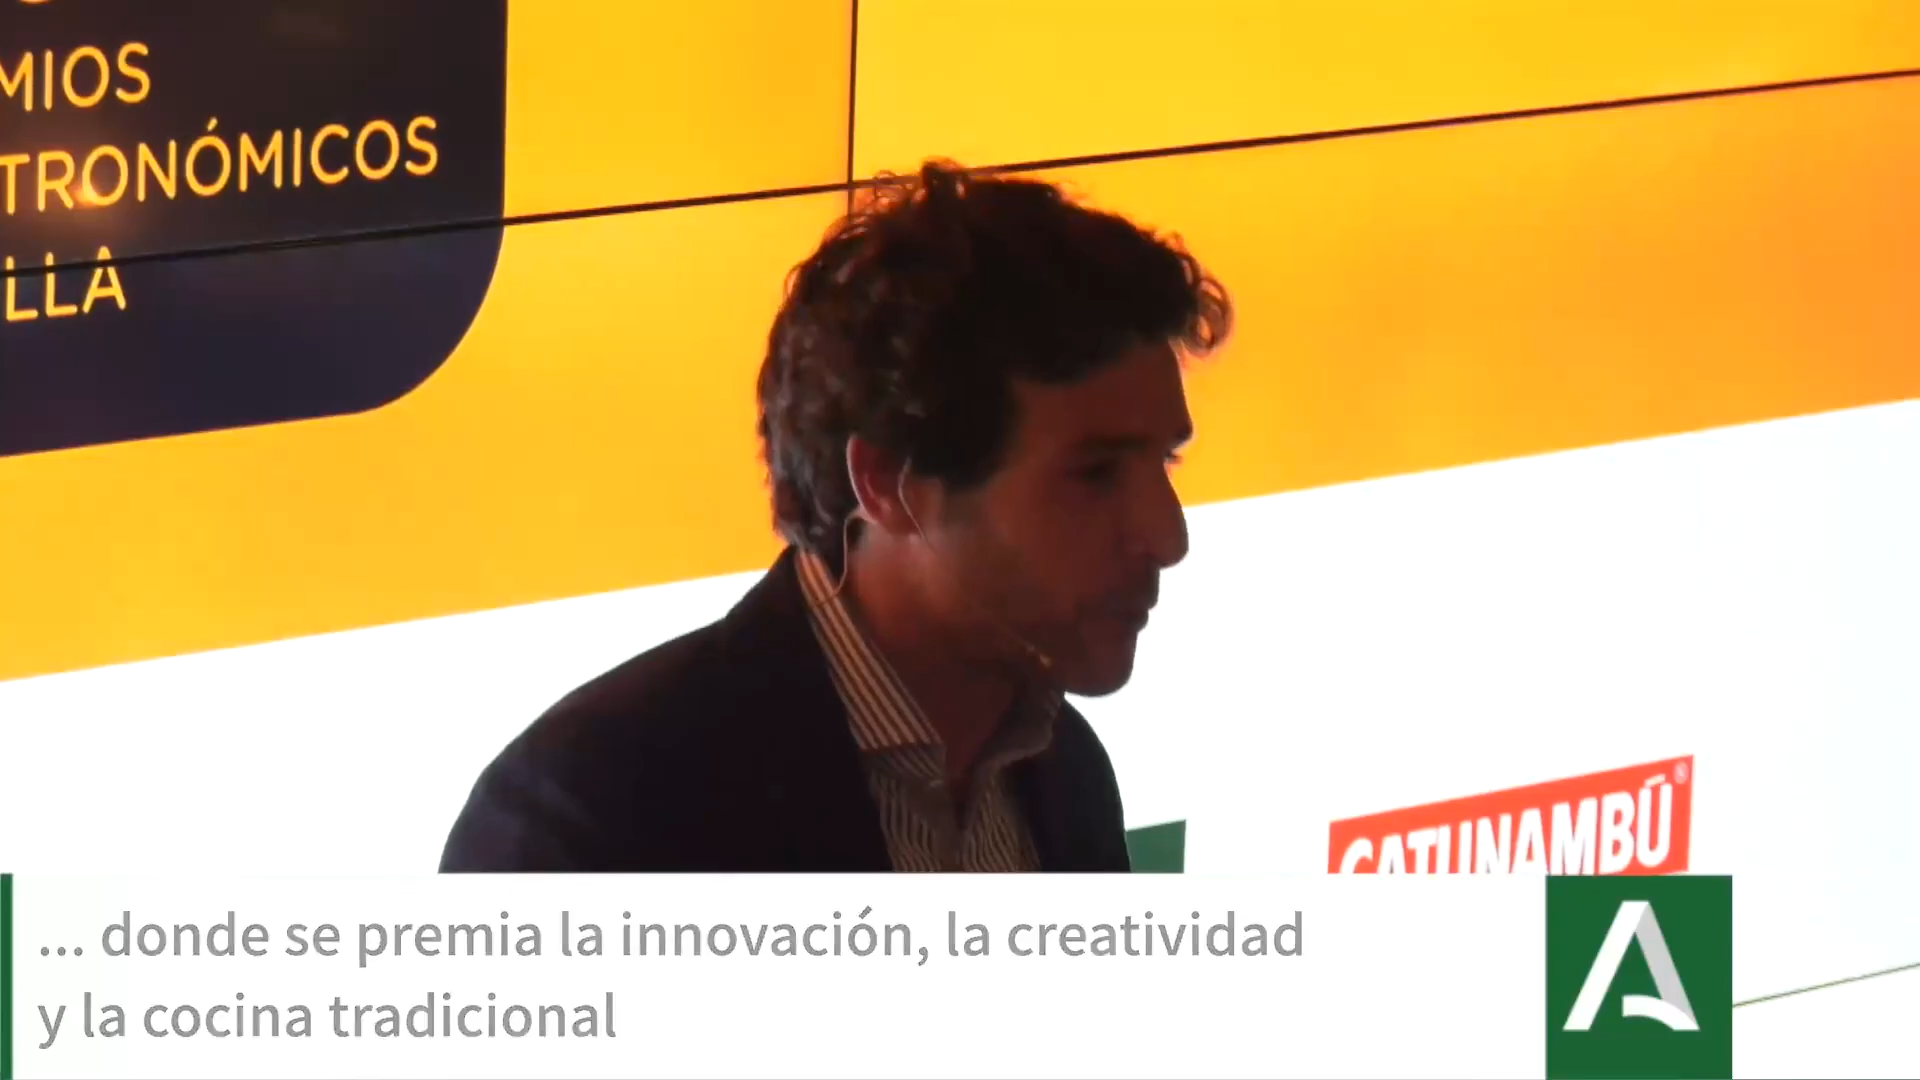 MIOS
TRONÓMICOS
LLA
CATUNAMBÚ®
... donde se premia la innovación, la creatividad
y la cocina tradicional